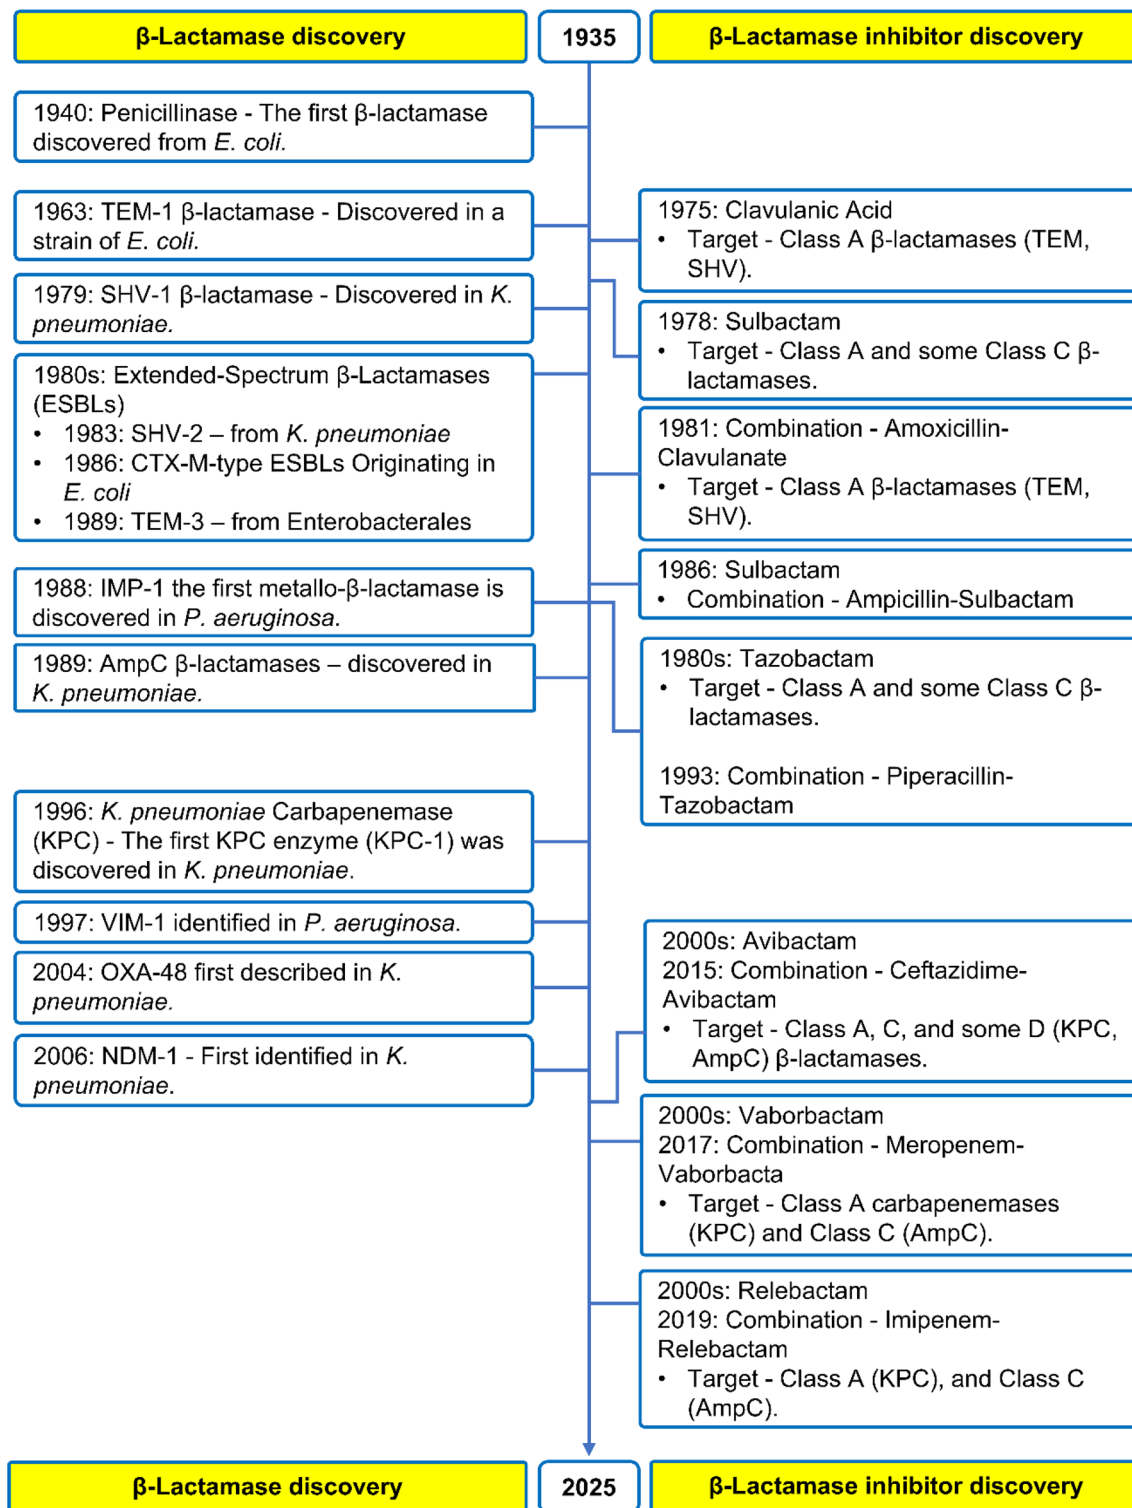 β-Lactamase discovery
1935
β-Lactamase inhibitor discovery
1940: Penicillinase - The first β-lactamase
discovered from E. coli.
1963: TEM-1 β-lactamase - Discovered in a
strain of E. coli.
1979: SHV-1 β-lactamase - Discovered in K.
pneumoniae.
1980s: Extended-Spectrum β-Lactamases
(ESBLs)
• 1983: SHV-2 – from K. pneumoniae
• 1986: CTX-M-type ESBLs Originating in
E. coli
• 1989: TEM-3 – from Enterobacterales
1988: IMP-1 the first metallo-β-lactamase is
discovered in P. aeruginosa.
1989: AmpC β-lactamases – discovered in
K. pneumoniae.
1996: K. pneumoniae Carbapenemase
(KPC) - The first KPC enzyme (KPC-1) was
discovered in K. pneumoniae.
1997: VIM-1 identified in P. aeruginosa.
2004: OXA-48 first described in K.
pneumoniae.
2006: NDM-1 - First identified in K.
pneumoniae.
1975: Clavulanic Acid
• Target - Class A β-lactamases (TEM,
SHV).
1978: Sulbactam
• Target - Class A and some Class C β-
lactamases.
1981: Combination - Amoxicillin-
Clavulanate
• Target - Class A β-lactamases (TEM,
SHV).
1986: Sulbactam
• Combination - Ampicillin-Sulbactam
1980s: Tazobactam
• Target - Class A and some Class C β-
lactamases.
1993: Combination - Piperacillin-
Tazobactam
2000s: Avibactam
2015: Combination - Ceftazidime-
Avibactam
• Target - Class A, C, and some D (KPC,
AmpC) β-lactamases.
2000s: Vaborbactam
2017: Combination - Meropenem-
Vaborbacta
• Target - Class A carbapenemases
(KPC) and Class C (AmpC).
2000s: Relebactam
2019: Combination - Imipenem-
Relebactam
• Target - Class A (KPC), and Class C
(AmpC).
β-Lactamase discovery
2025
β-Lactamase inhibitor discovery